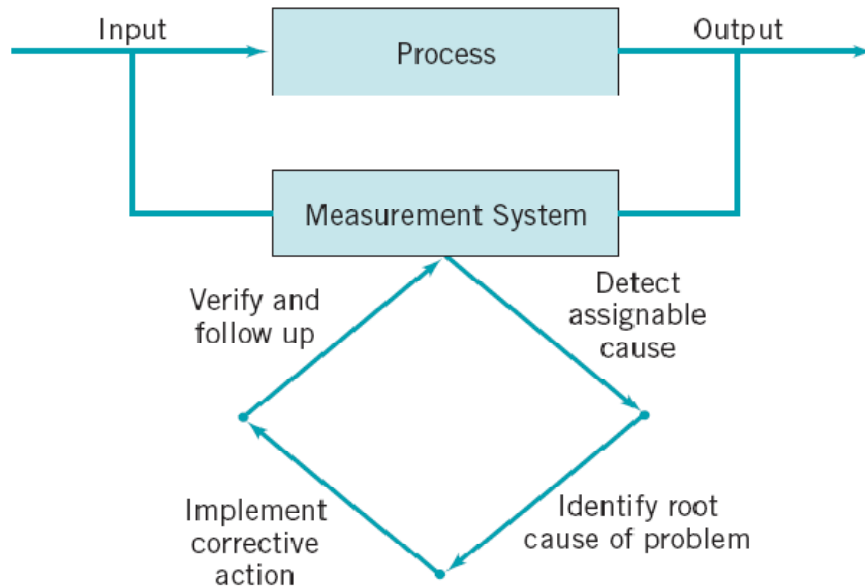 Input
Output
Process
Measurement System
Verify and
follow up
Detect
assignable
cause
Implement
corrective
action
Identify root
cause of problem